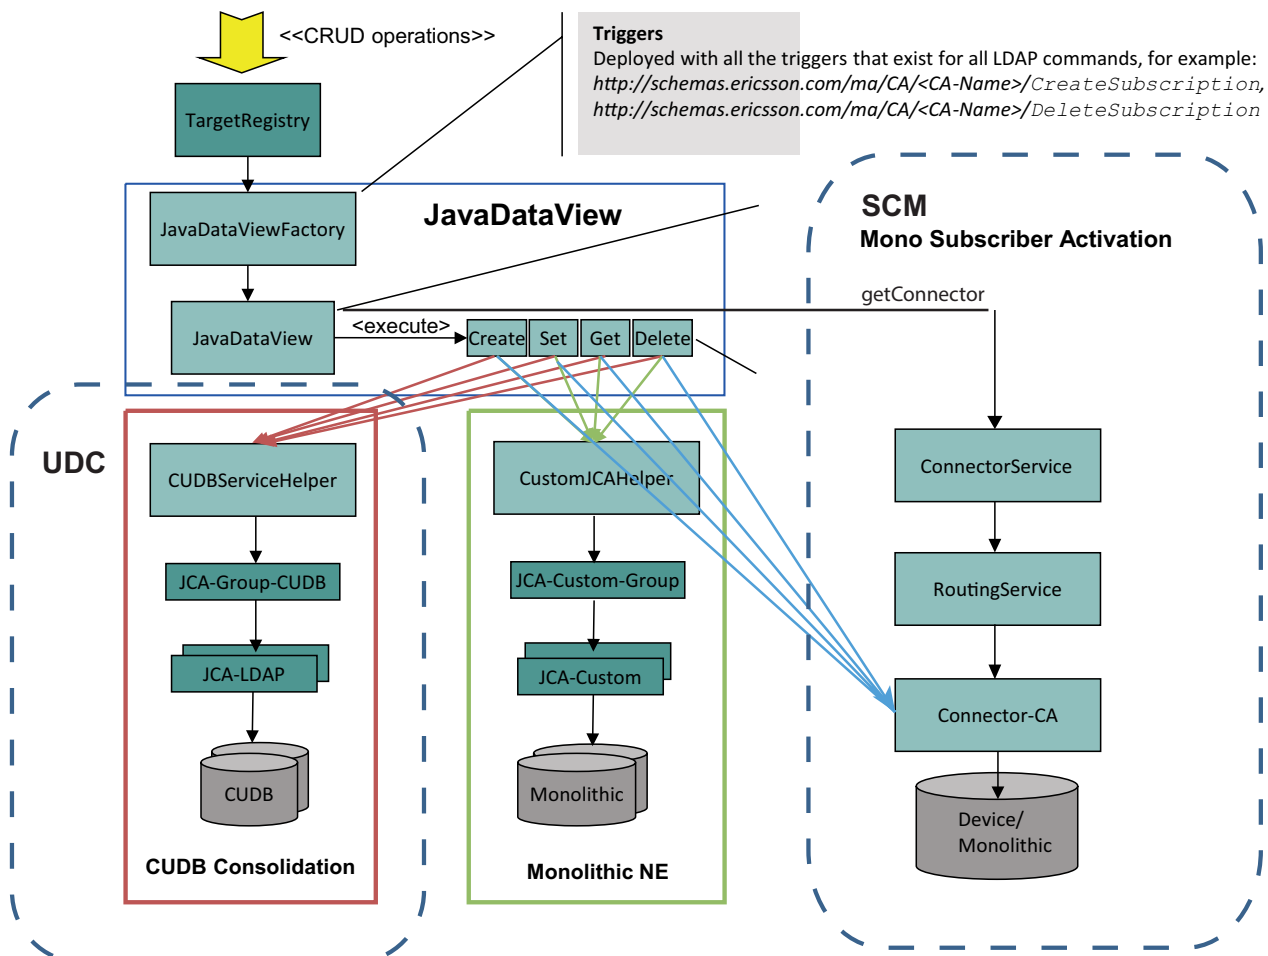 <<CRUD operations>>
Triggers
Deployed with all the triggers that exist for all LDAP commands, for example:
http://schemas.ericsson.com/ma/CA/<CA-Name>/CreateSubscription,
http://schemas.ericsson.com/ma/CA/<CA-Name>/DeleteSubscription
TargetRegistry
JavaDataView
JavaDataViewFactory
SCM
Mono Subscriber Activation
getConnector
JavaDataView
<execute>
Create
Set
Get
Delete
UDC
CUDBServiceHelper
CustomJCAHelper
ConnectorService
JCA-Group-CUDB
JCA-Custom-Group
RoutingService
JCA-LDAP
JCA-Custom
Connector-CA
CUDB
Monolithic
Device/
Monolithic
CUDB Consolidation
Monolithic NE